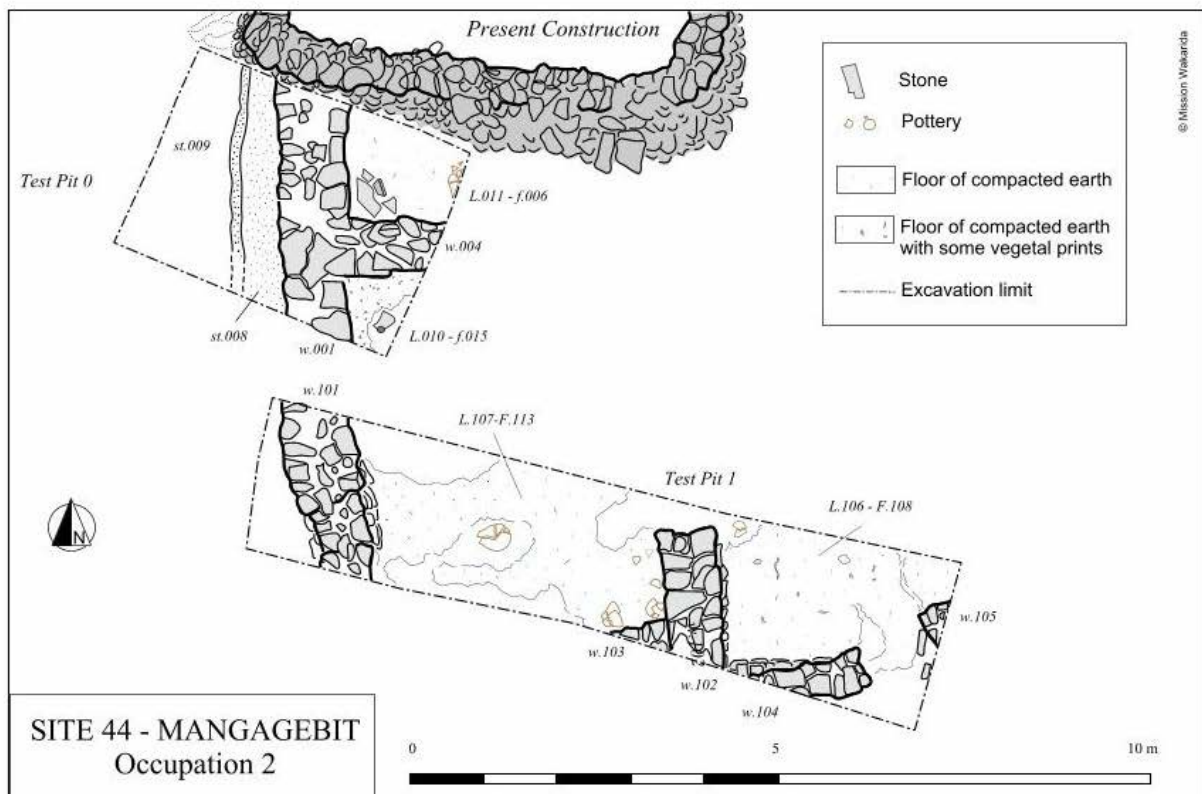 Present Construction
© Mission Wakarida
Stone
Pottery
Floor of compacted earth
Floor of compacted earth
with some vegetal prints
Excavation limit
Test Pit 0
st.009
L.011 - f.006
w.004
L.010 - f.015
st.008
w.001
w.101
L.107-F.113
Test Pit 1
L.106 - F.108
N
w.105
w.103
w.102
w.104
SITE 44 - MANGAGEBIT
Occupation 2
0 5 10 m